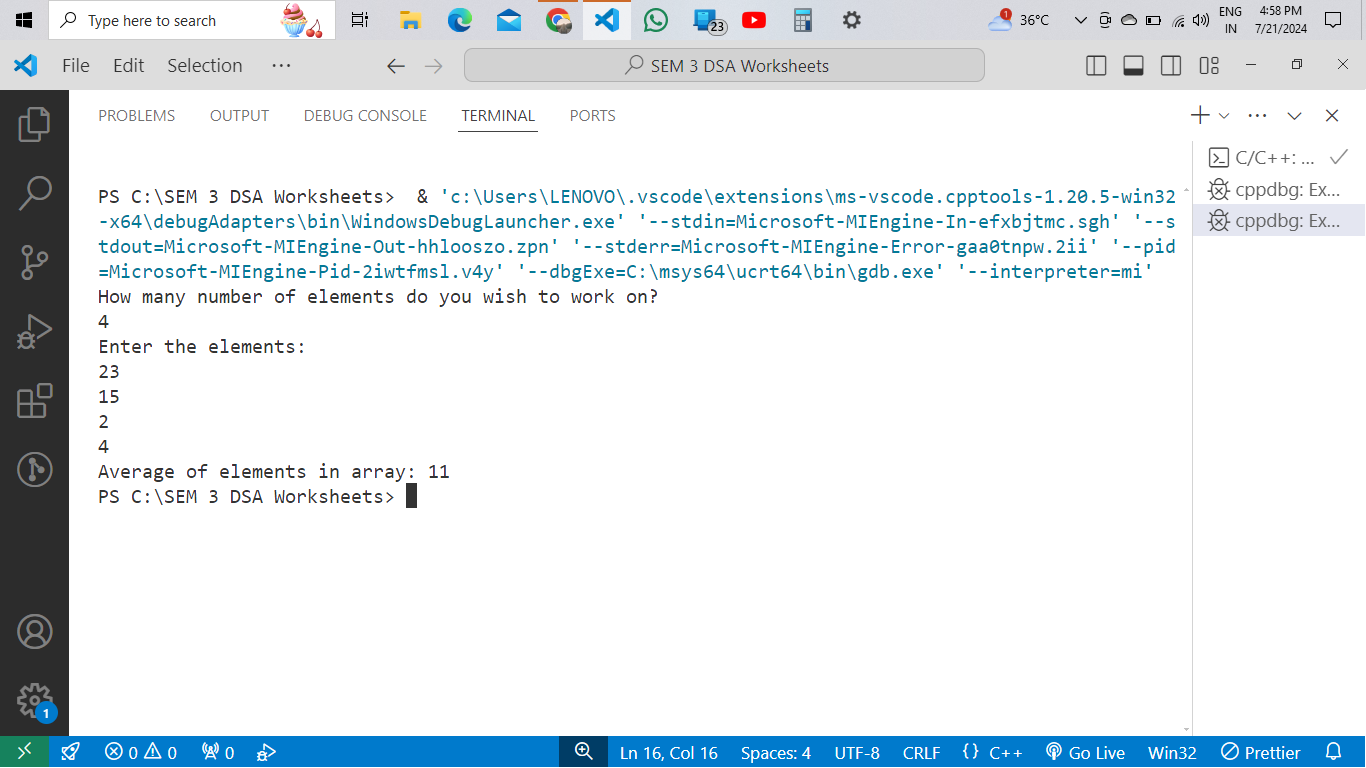 Type here to search
23
1
36°C
ENG
IN
4:58 PM
7/21/2024
File Edit Selection ···
SEM 3 DSA Worksheets
PROBLEMS OUTPUT DEBUG CONSOLE TERMINAL PORTS
PS C:\SEM 3 DSA Worksheets>  & 'c:\Users\LENOVO\.vscode\extensions\ms-vscode.cpptools-1.20.5-win32
-x64\debugAdapters\bin\WindowsDebugLauncher.exe' '--stdin=Microsoft-MIEngine-In-efxbjtmc.sgh' '--s
tdout=Microsoft-MIEngine-Out-hhlooszo.zpn' '--stderr=Microsoft-MIEngine-Error-gaa0tnpw.2ii' '--pid
=Microsoft-MIEngine-Pid-2iwtfmsl.v4y' '--dbgExe=C:\msys64\ucrt64\bin\gdb.exe' '--interpreter=mi'
How many number of elements do you wish to work on?
4
Enter the elements:
23
15
2
4
Average of elements in array: 11
PS C:\SEM 3 DSA Worksheets>
C/C++: ...
cppdbg: Ex...
cppdbg: Ex...
1
0 0 0 Ln 16, Col 16 Spaces: 4 UTF-8 CRLF {} C++ Go Live Win32 Prettier